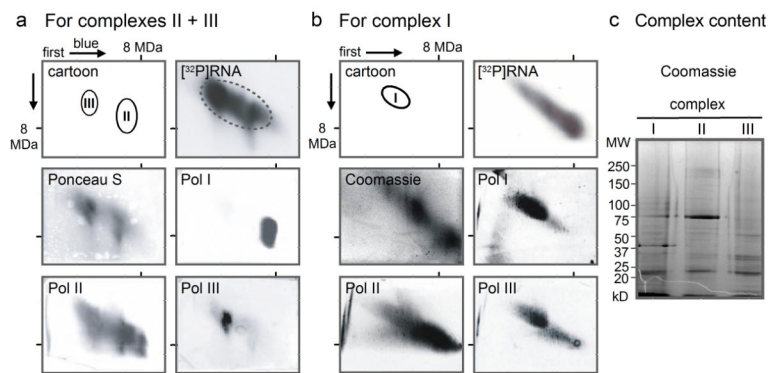 a For complexes II + III
b For complex I
c Complex content
first blue 8 MDa
cartoon
III
II
8 MDa
[³²P]RNA
Ponceau S
Pol I
Pol II
Pol III
first 8 MDa
cartoon
I
8 MDa
[³²P]RNA
Coomassie
Pol I
Pol II
Pol III
Coomassie
complex
I II III
MW
250
150
100
75
50
37
25
20
kD